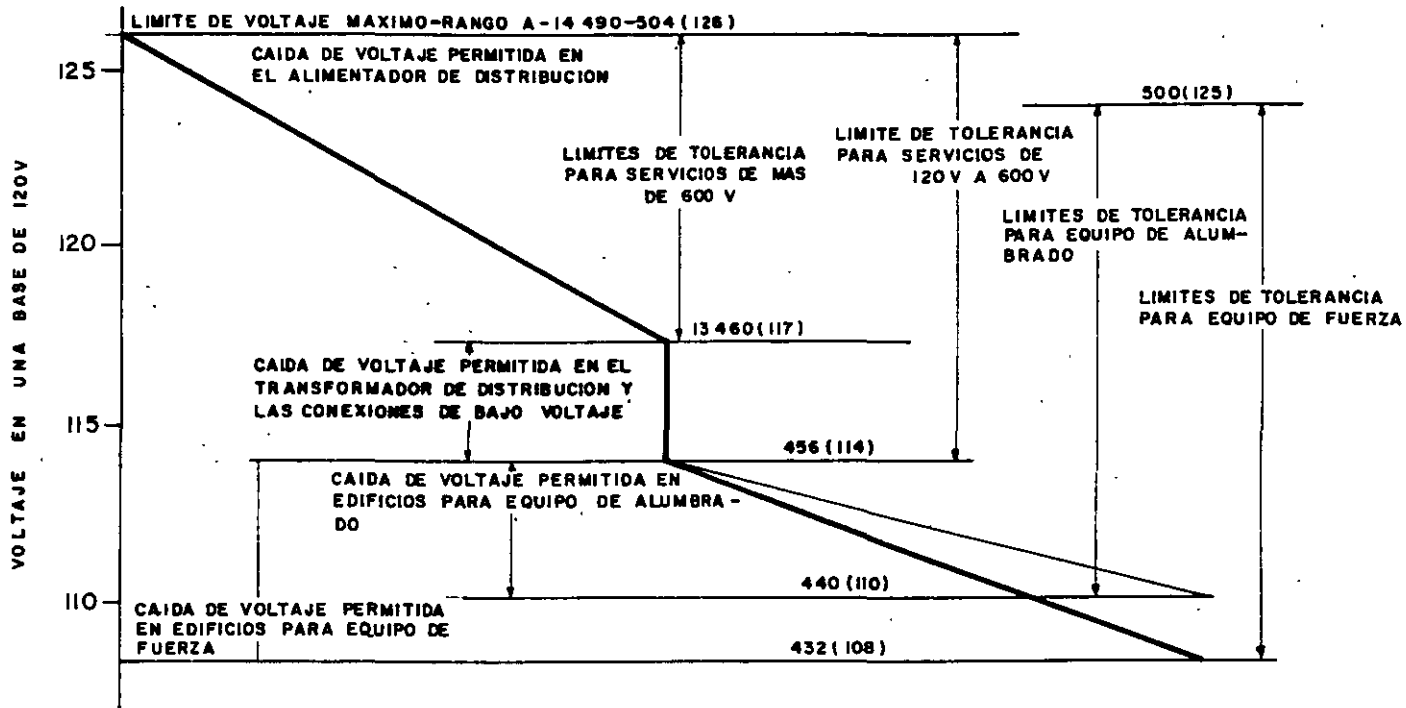 LIMITE DE VOLTAJE MAXIMO-RANGO A-14 490-504 (126)
CAIDA DE VOLTAJE PERMITIDA EN
EL ALIMENTADOR DE DISTRIBUCION
125
500(125)
LIMITES DE TOLERANCIA
PARA SERVICIOS DE MAS
DE 600 V
LIMITE DE TOLERANCIA
PARA SERVICIOS DE
120 V A 600 V
LIMITES DE TOLERANCIA
PARA EQUIPO DE ALUM-
BRADO
LIMITES DE TOLERANCIA
PARA EQUIPO DE FUERZA
120
VOLTAJE EN UNA BASE DE 120V
13 460 (117)
CAIDA DE VOLTAJE PERMITIDA EN EL
TRANSFORMADOR DE DISTRIBUCION Y
LAS CONEXIONES DE BAJO VOLTAJE
115
456 (114)
CAIDA DE VOLTAJE PERMITIDA EN
EDIFICIOS PARA EQUIPO DE ALUMBRA-
DO
440 (110)
110
CAIDA DE VOLTAJE PERMITIDA
EN EDIFICIOS PARA EQUIPO DE
FUERZA
432 (108)